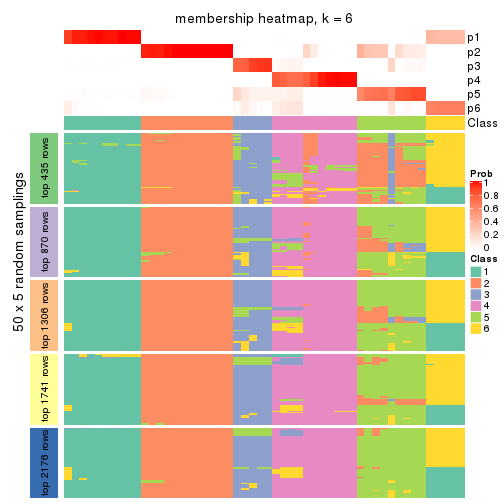 membership heatmap, k = 6
p1
p2
p3
p4
p5
p6
Class
50 x 5 random samplings
top 435 rows
top 870 rows
top 1306 rows
top 1741 rows
top 2176 rows
Prob
1
0.8
0.6
0.4
0.2
0
Class
1
2
3
4
5
6